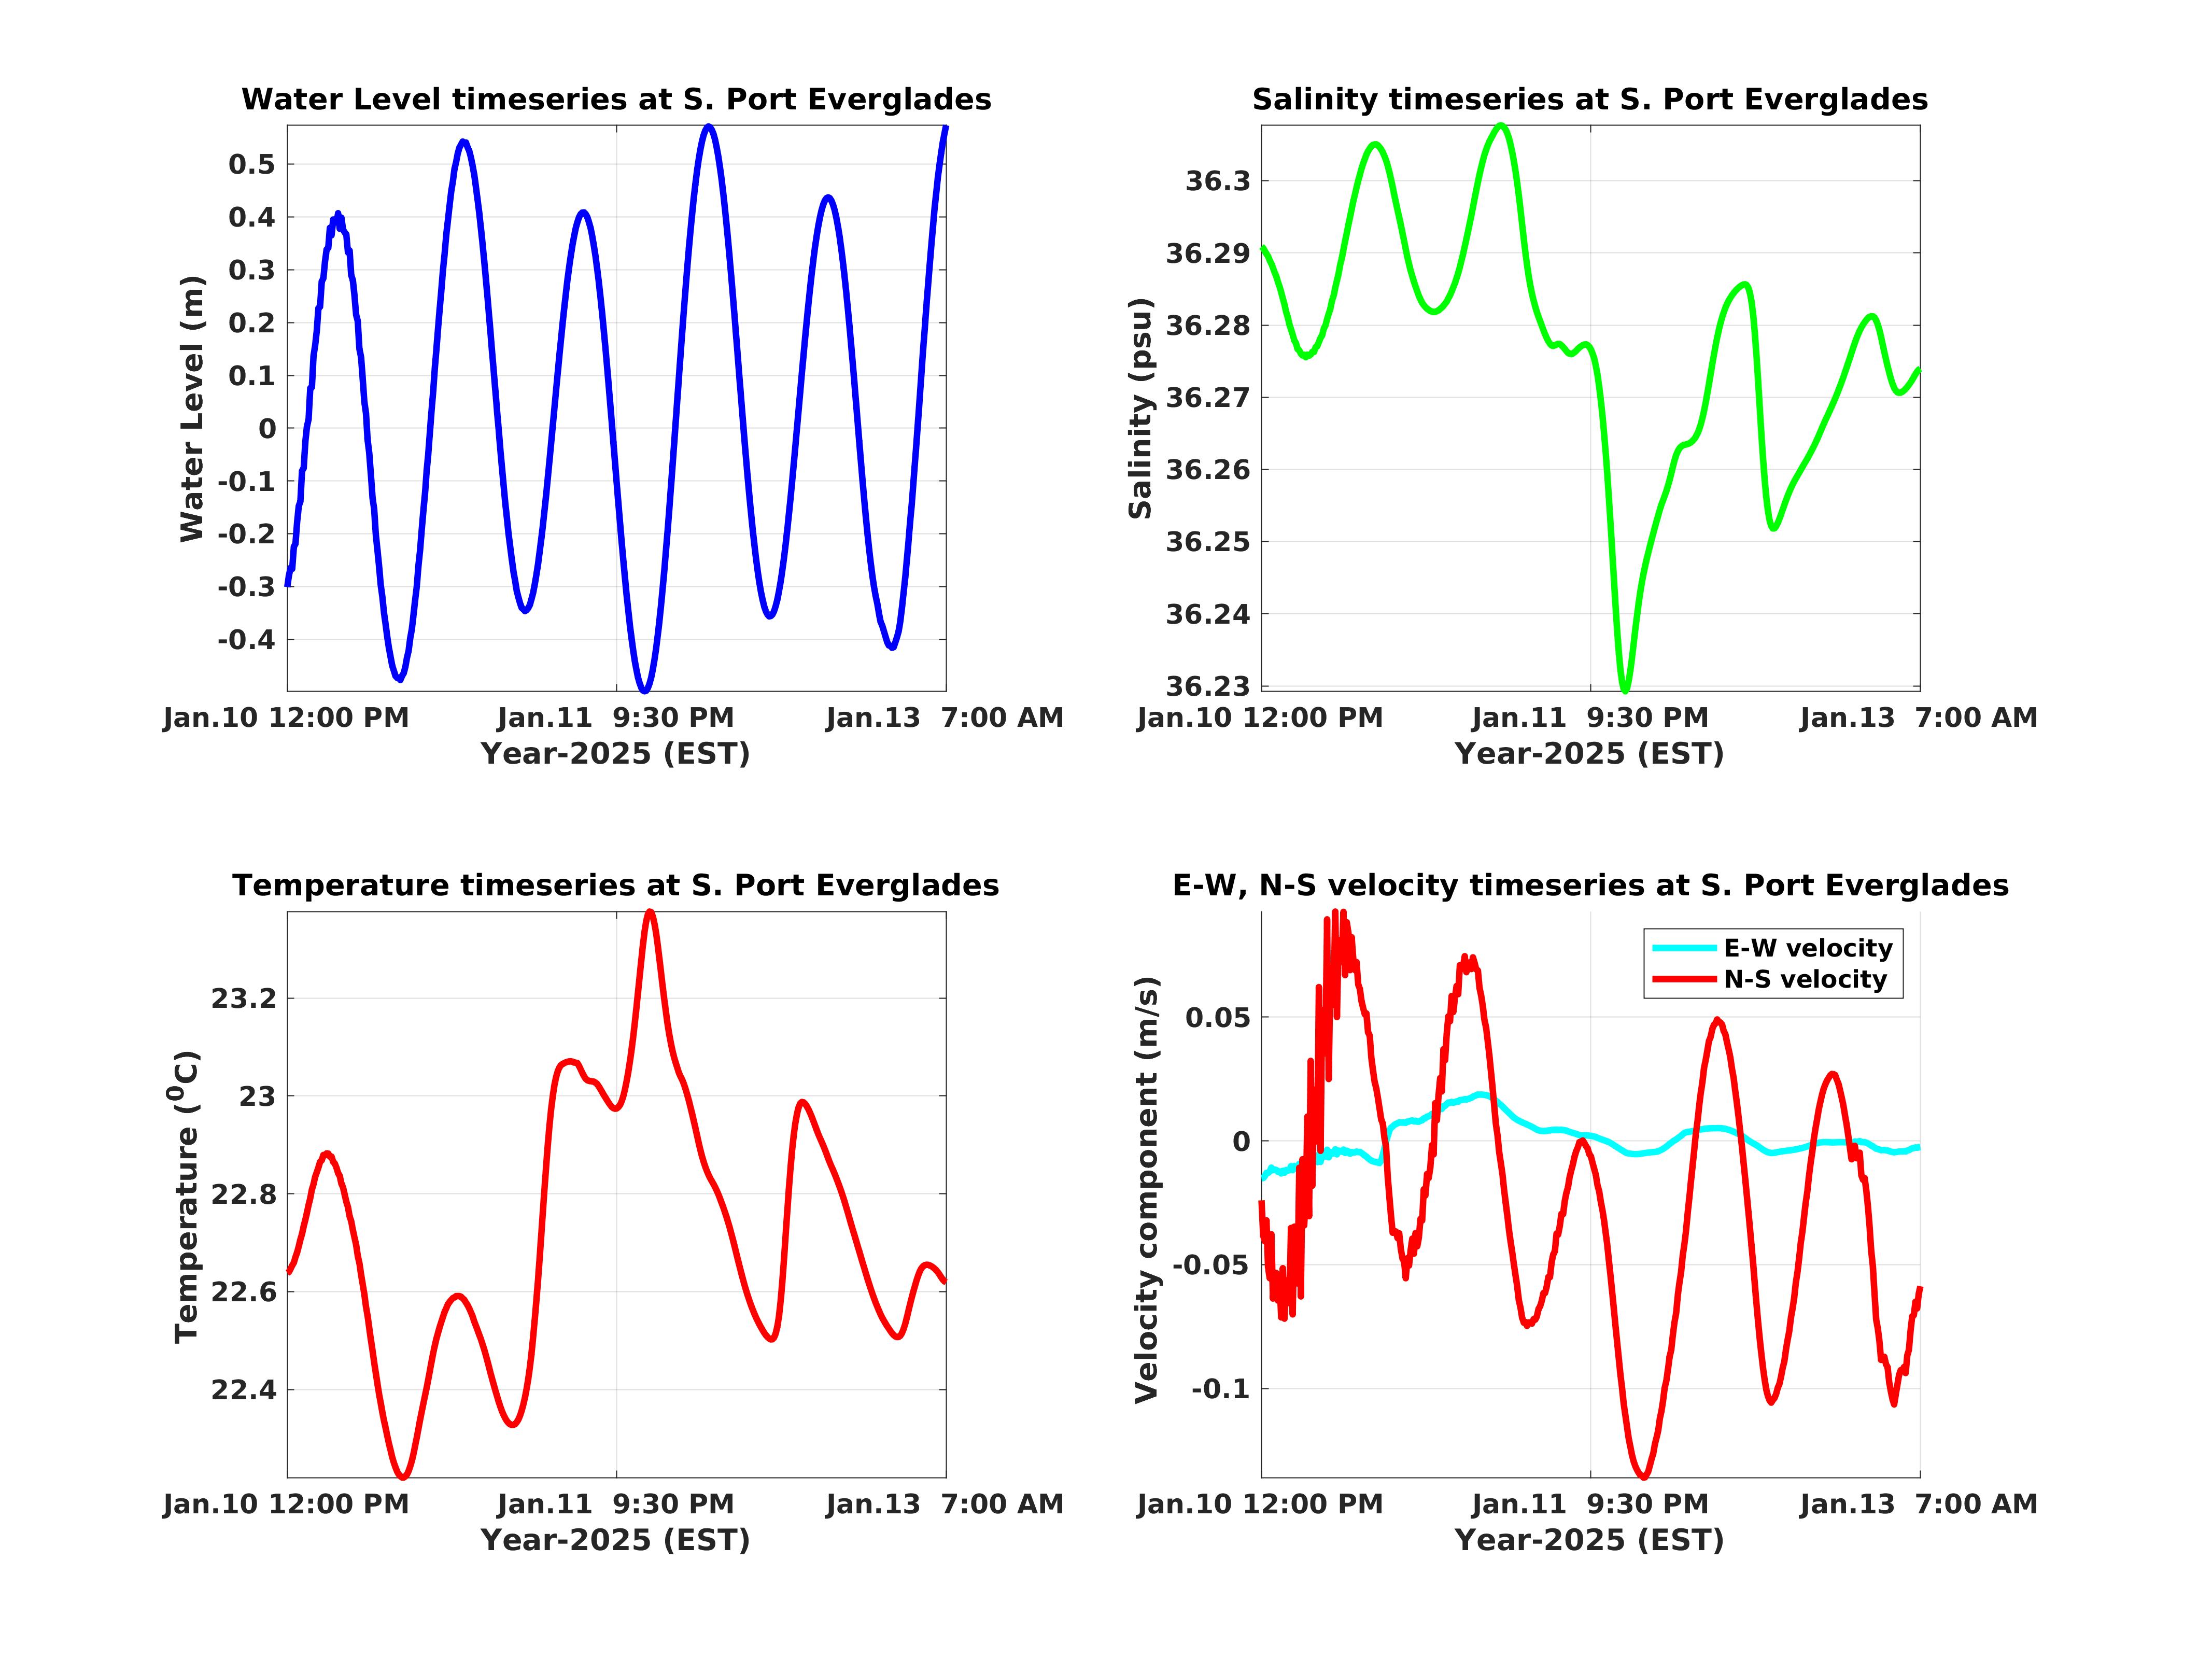 Water Level timeseries at S. Port Everglades
Water Level (m)
0.5
0.4
0.3
0.2
0.1
0
-0.1
-0.2
-0.3
-0.4
Jan.10 12:00 PM
Jan.11  9:30 PM
Jan.13  7:00 AM
Year-2025 (EST)
Salinity timeseries at S. Port Everglades
Salinity (psu)
36.3
36.29
36.28
36.27
36.26
36.25
36.24
36.23
Jan.10 12:00 PM
Jan.11  9:30 PM
Jan.13  7:00 AM
Year-2025 (EST)
Temperature timeseries at S. Port Everglades
Temperature (⁰C)
23.2
23
22.8
22.6
22.4
Jan.10 12:00 PM
Jan.11  9:30 PM
Jan.13  7:00 AM
Year-2025 (EST)
E-W, N-S velocity timeseries at S. Port Everglades
Velocity component (m/s)
0.05
0
-0.05
-0.1
E-W velocity
N-S velocity
Jan.10 12:00 PM
Jan.11  9:30 PM
Jan.13  7:00 AM
Year-2025 (EST)